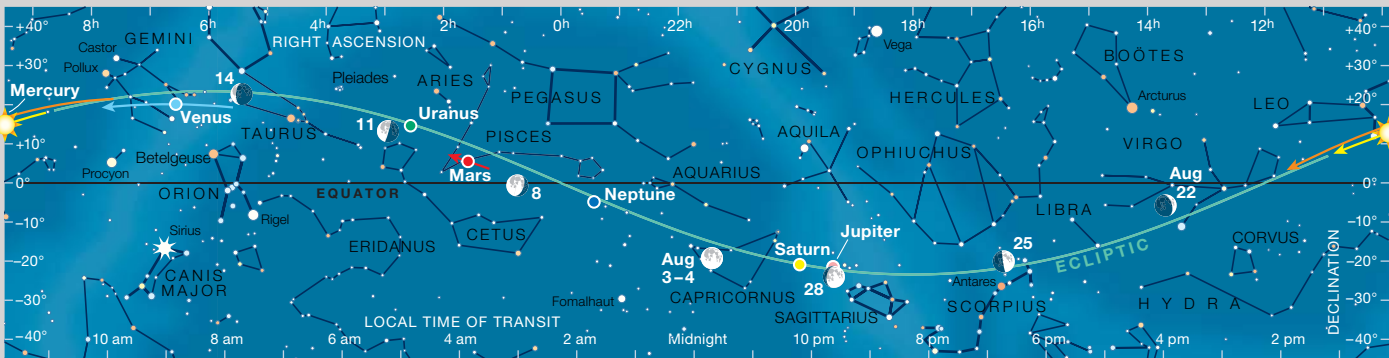 8h 6h 4h 2h 0h 22h 20h 18h 16h 14h 12h
+40° +40°
GEMINI
RIGHT ASCENSION
Castor
Vega
BOÖTES
Pollux
+30° +30°
14
Pleiades
ARIES
CYGNUS
Mercury
PEGASUS
HERCULES
Arcturus
LEO
+20°
Venus
Uranus
TAURUS
11
PISCES
AQUILA
+10° +10°
VIRGO
Betelgeuse
OPHIUCHUS
Procyon
Mars
AQUARIUS
Aug
22
0° 0°
ORION
EQUATOR
8
Neptune
LIBRA
-10° -10°
Rigel
Sirius
ERIDANUS
CETUS
Jupiter
Saturn
25
CORVUS
ECLIPTIC
-20° -20°
Aug
3–4
CANIS
MAJOR
Antares
28
CAPRICORNUS
Fomalhaut
SAGITTARIUS
SCORPIUS
HYDRA
-30° -30°
DECLINATION
LOCAL TIME OF TRANSIT
-40° -40°
10 am 8 am 6 am 4 am 2 am Midnight 10 pm 8 pm 6 pm 4 pm 2 pm